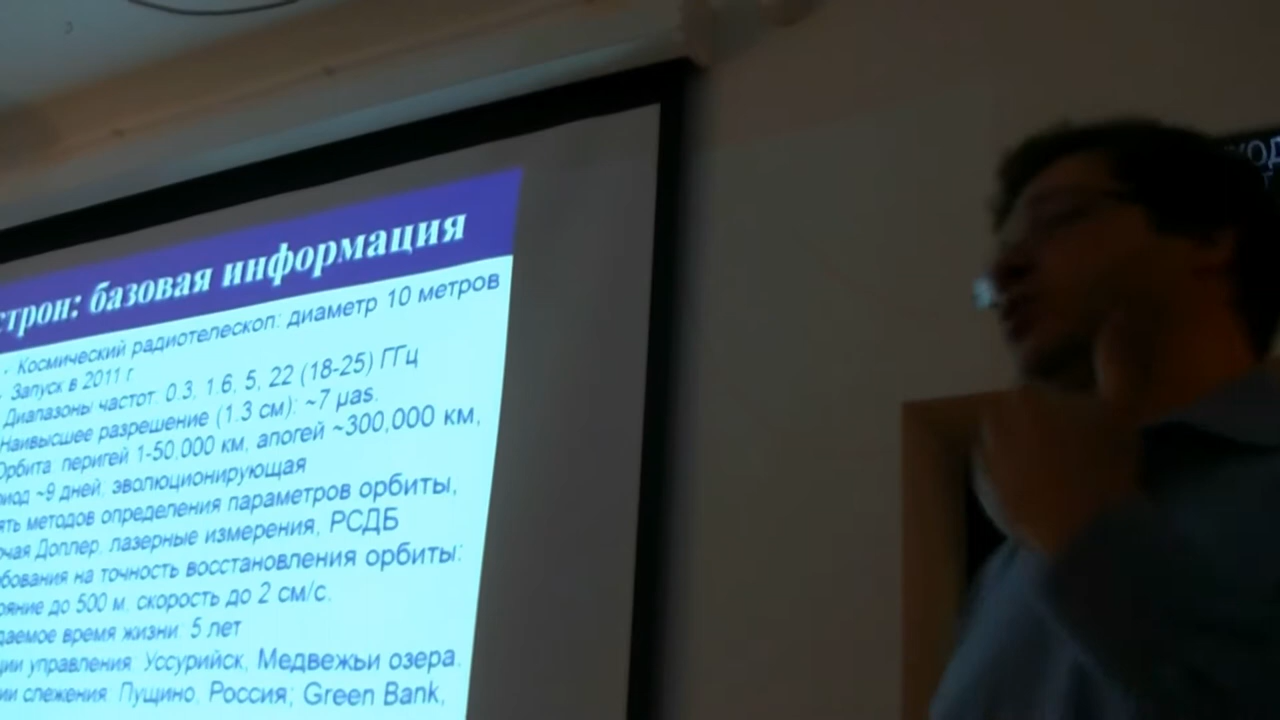 трон: базовая информация
- Космический радиотелескоп: диаметр 10 метров
- Запуск в 2011 г
Диапазоны частот: 0.3, 1.6, 5, 22 (18-25) ГГц
Наивысшее разрешение (1.3 см): ~7 μas.
Орбита: перигей 1-50,000 км, апогей ~300,000 км,
иод ~9 дней; эволюционирующая
ять методов определения параметров орбиты,
чая Доплер, лазерные измерения, РСДБ
бования на точность восстановления орбиты:
ояние до 500 м, скорость до 2 см/с.
даемое время жизни: 5 лет
ции управления: Уссурийск, Медвежьи озера.
ии слежения: Пущино, Россия; Green Bank,
ход